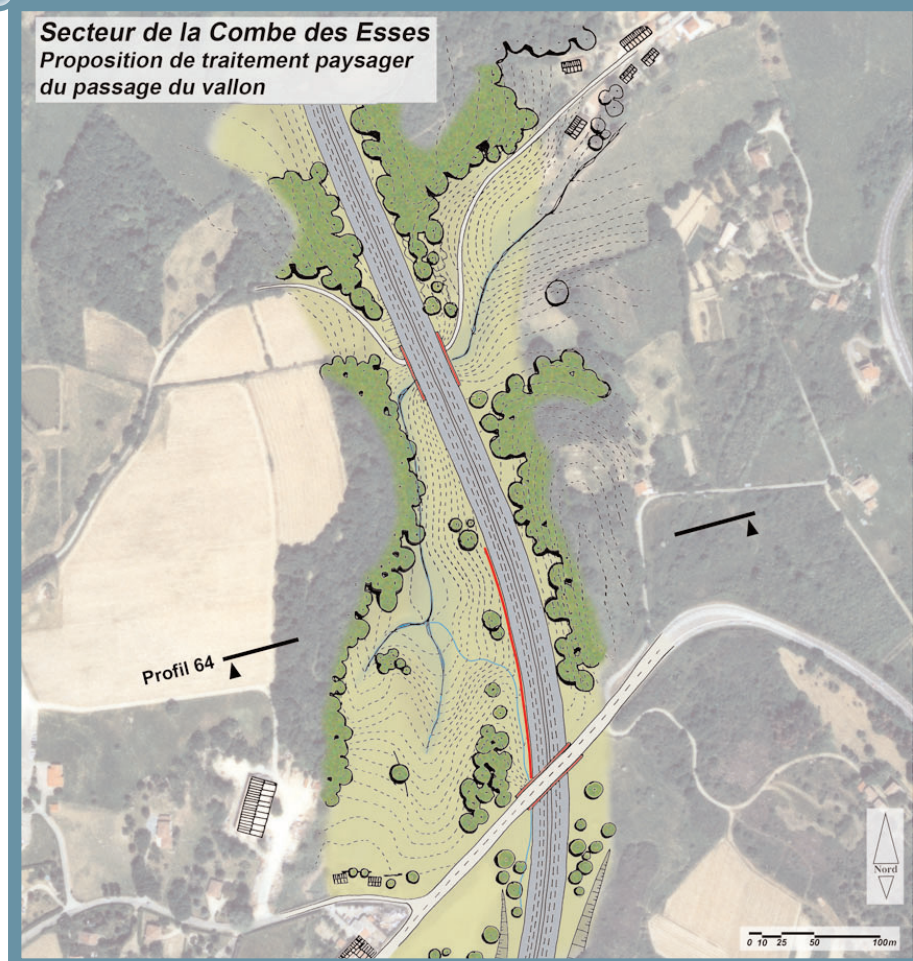 Secteur de la Combe des Esses
Proposition de traitement paysager
du passage du vallon
Profil 64
Nord
0 10 25 50 100m